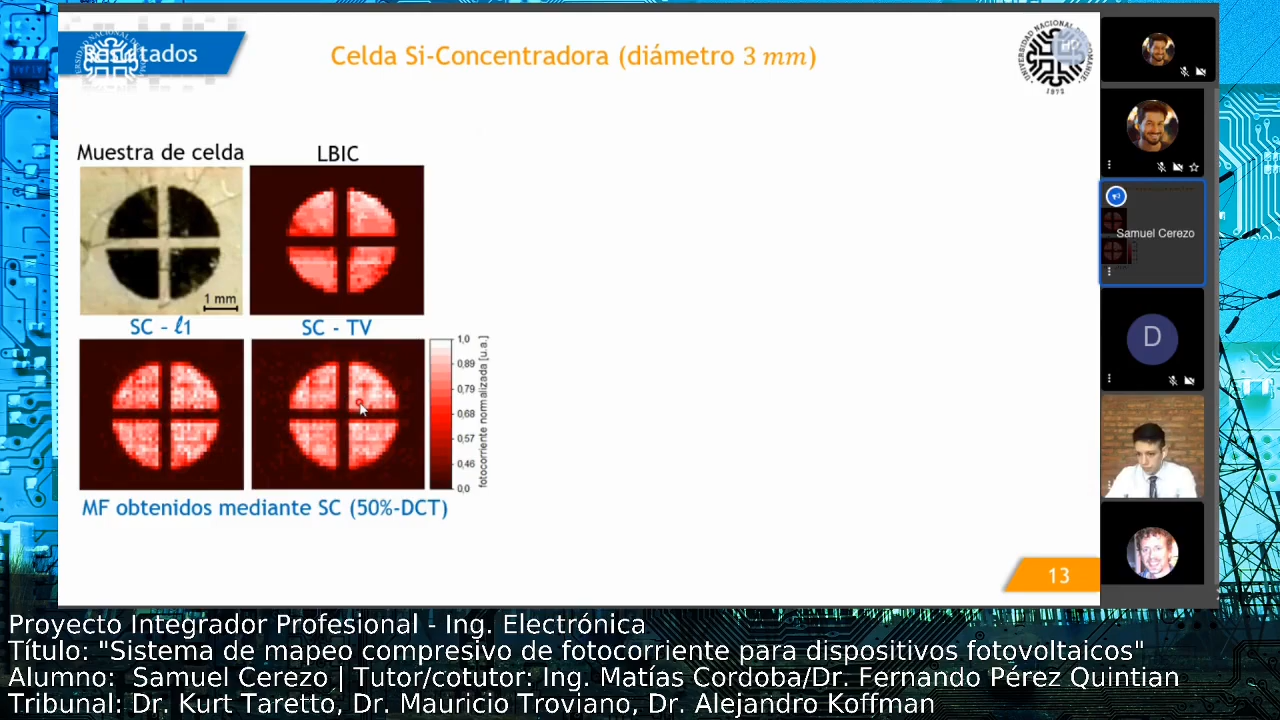 Resultados
Celda Si-Concentradora (diámetro 3 mm)
1972
Muestra de celda
LBIC
1 mm
SC - ℓ1
SC - TV
1,0
0,89
0,79
0,68
0,57
0,46
0,0
fotocorriente normalizada [u.a.]
MF obtenidos mediante SC (50%-DCT)
13
Samuel Cerezo
D
Proyecto Integrador Profesional - Ing. Electrónica
Título: "Sistema de mapeo compresivo de fotocorriente para dispositivos fotovoltaicos"
Alumno: Samuel Cerezo | Tutor/cotutor: Ing. Matías Cordoba/Dr. Fernando Pérez Quintian
Tribunal: Dr. Kurt Taretto, Dr. Mauricio Troviano, Dr. Alejandro Koffman